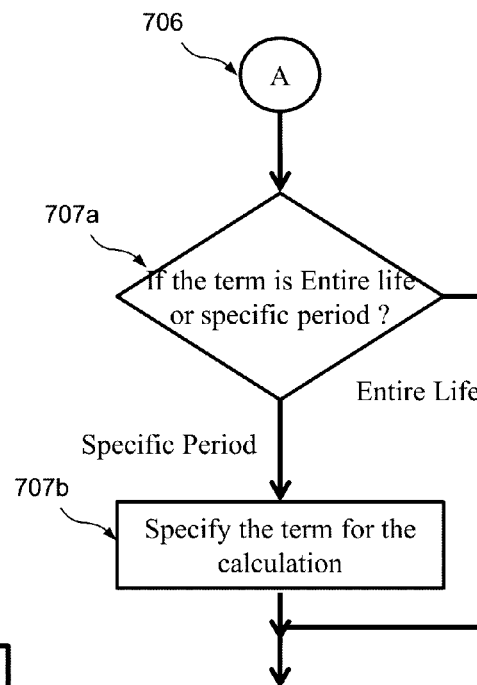 706
A
707a
If the term is Entire life
or specific period ?
Entire Life
Specific Period
707b
Specify the term for the
calculation